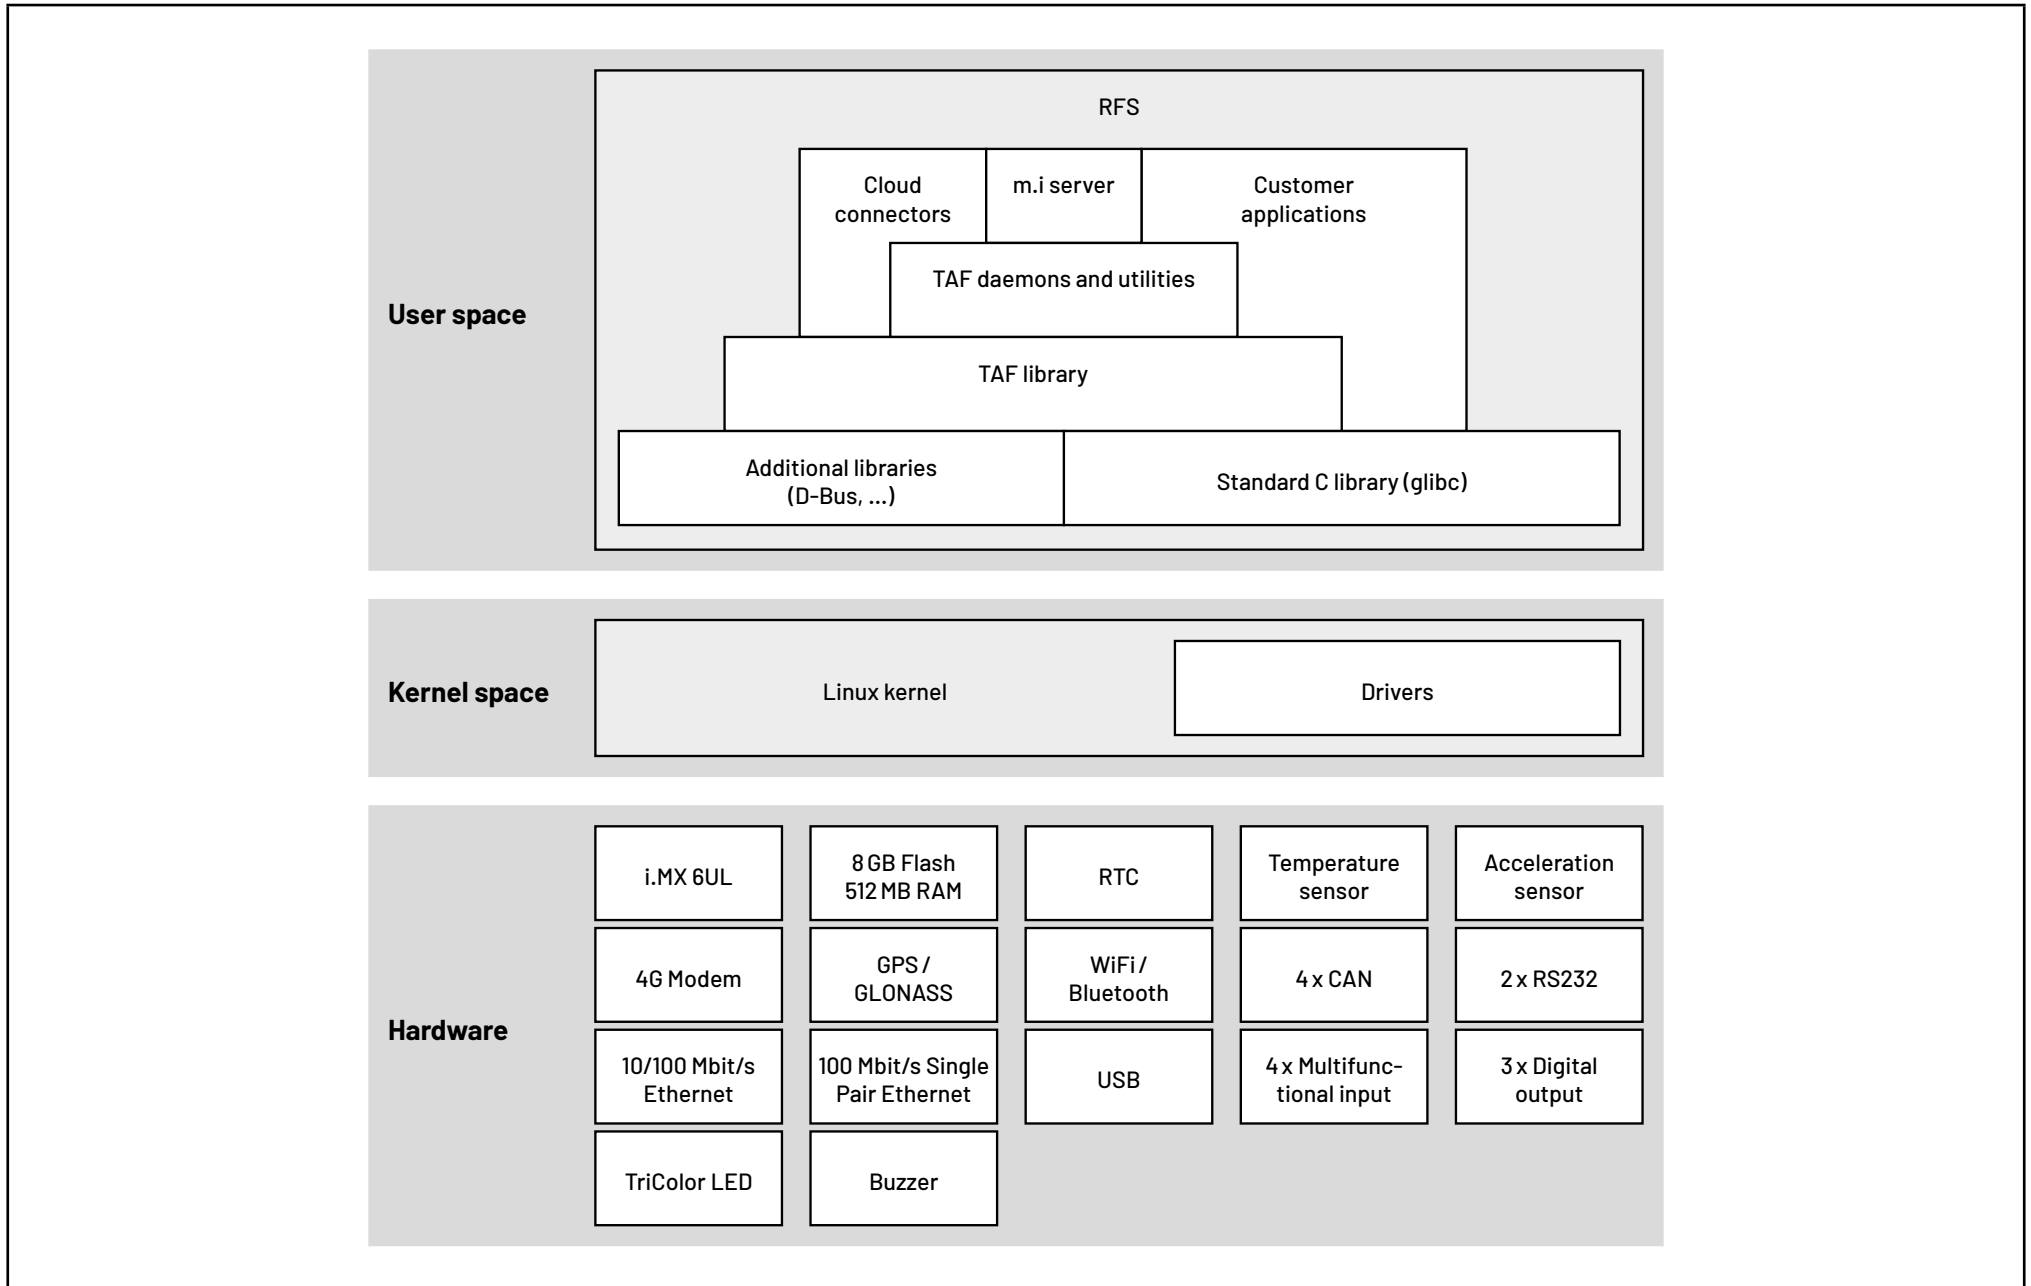 RFS
Cloud
connectors
m.i server
Customer
applications
TAF daemons and utilities
User space
TAF library
Additional libraries
(D-Bus, ...)
Standard C library (glibc)
Kernel space
Linux kernel
Drivers
Hardware
i.MX 6UL
8 GB Flash
512 MB RAM
RTC
Temperature
sensor
Acceleration
sensor
4G Modem
GPS /
GLONASS
WiFi /
Bluetooth
4 x CAN
2 x RS232
10/100 Mbit/s
Ethernet
100 Mbit/s Single
Pair Ethernet
USB
4 x Multifunc-
tional input
3 x Digital
output
TriColor LED
Buzzer